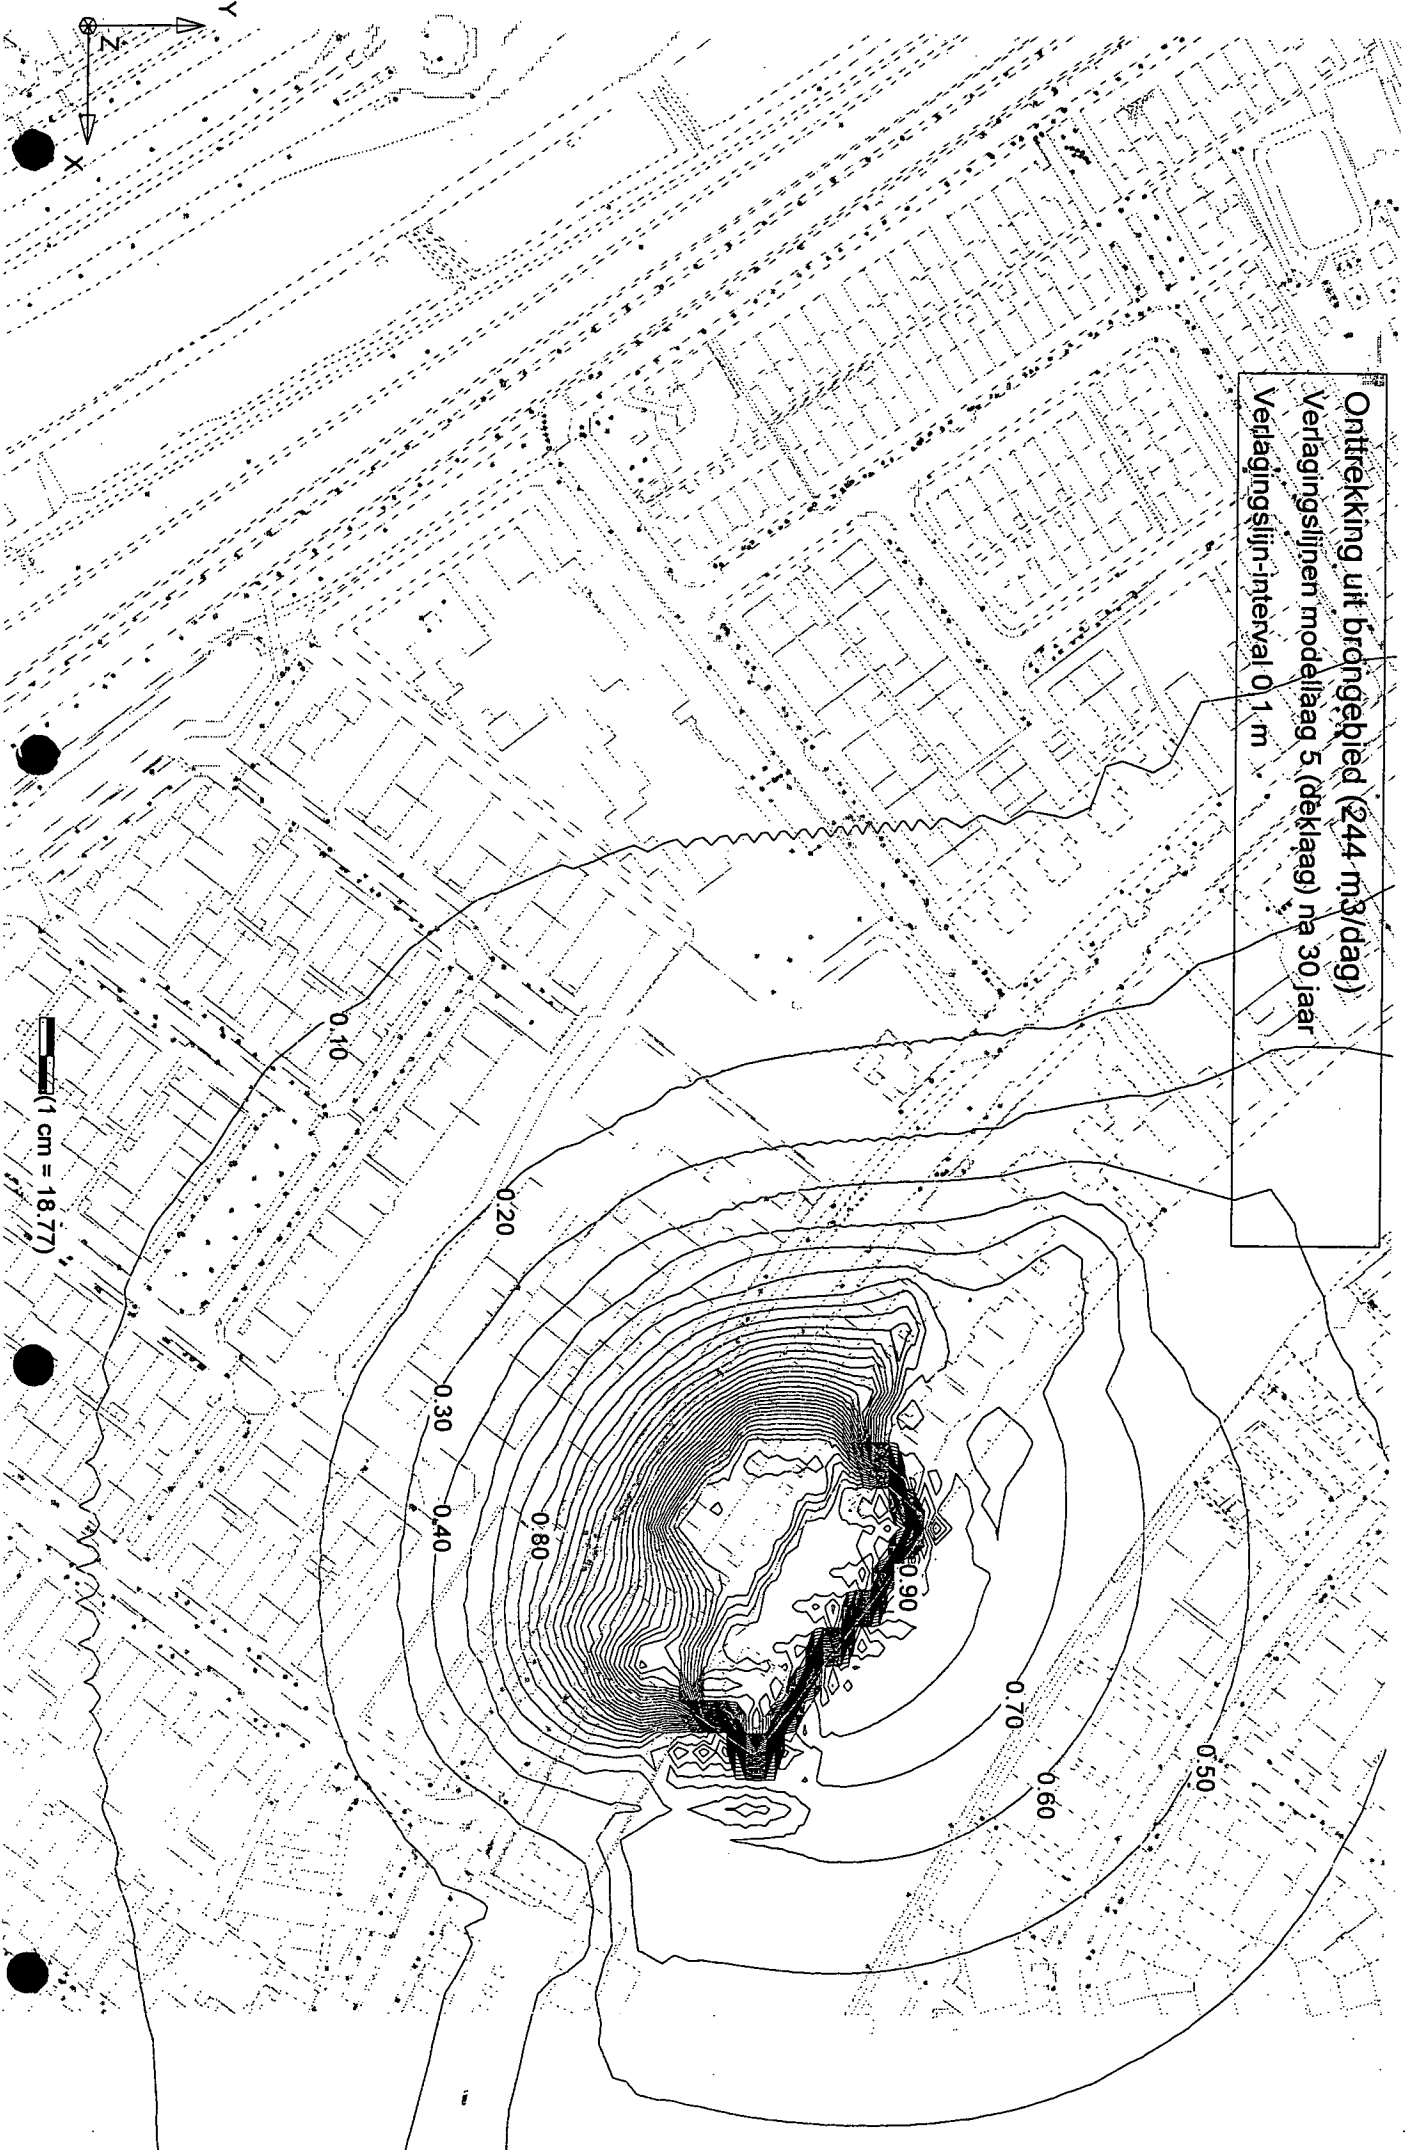 Onttrekking uit brongebied (244 m3/dag)
Verlagingslijnen modellaag 5 (deklaag) na 30 jaar
Verlagingslijn-interval 0,1 m
Y
Z
X
0.10
0.20
0.30
0.40
0.80
0.90
0.70
0.60
0.50
(1 cm = 18.77)